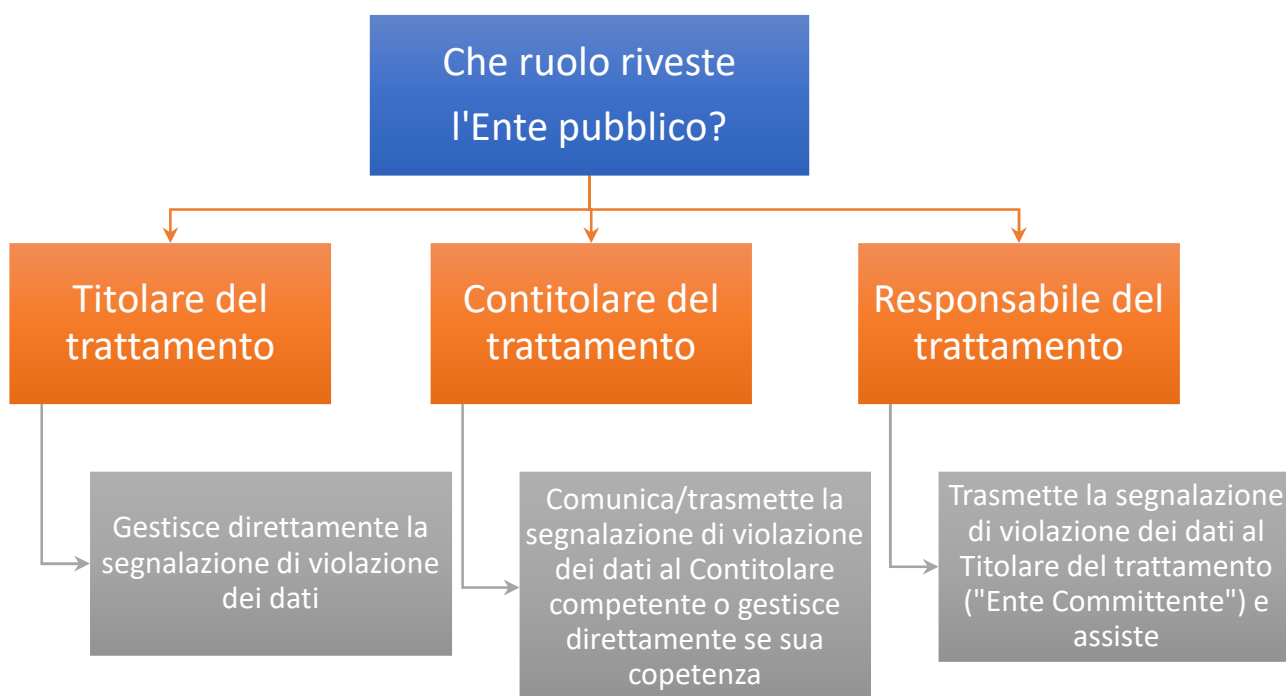 Che ruolo riveste
l'Ente pubblico?
Titolare del
trattamento
Contitolare del
trattamento
Responsabile del
trattamento
Gestisce direttamente la
segnalazione di violazione
dei dati
Comunica/trasmette la
segnalazione di violazione
dei dati al Contitolare
competente o gestisce
direttamente se sua
copetenza
Trasmette la segnalazione
di violazione dei dati al
Titolare del trattamento
("Ente Committente") e
assiste